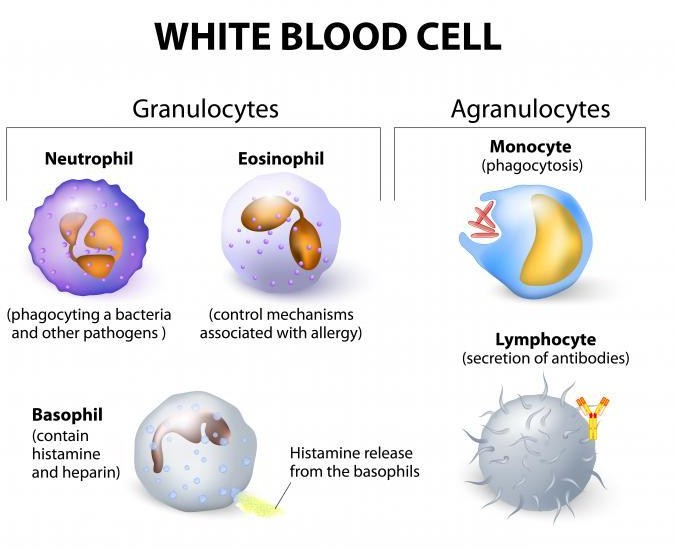 WHITE BLOOD CELL
Granulocytes
Agranulocytes
Neutrophil
Eosinophil
Monocyte
(phagocytosis)
(phagocyting a bacteria
and other pathogens )
(control mechanisms
associated with allergy)
Lymphocyte
(secretion of antibodies)
Basophil
(contain
histamine
and heparin)
Histamine release
from the basophils